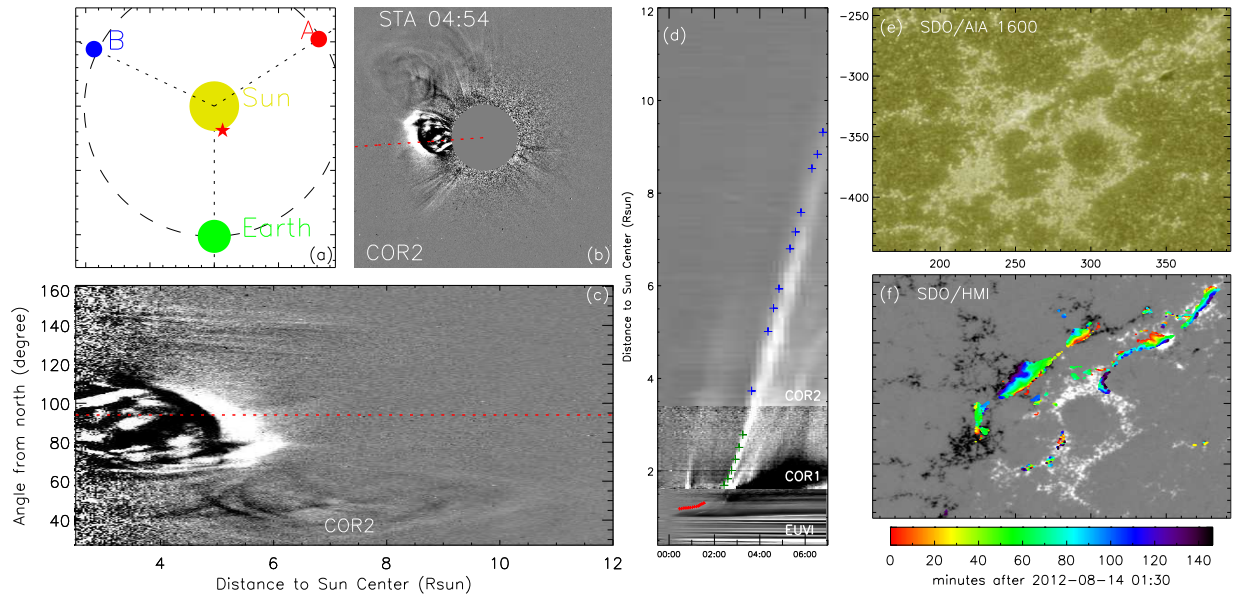 B
A
Sun
Earth
(a)
STA 04:54
COR2
(b)
(c)
160
140
120
100
80
60
40
Angle from north (degree)
COR2
4
6
8
10
12
Distance to Sun Center (Rsun)
(d)
12
10
8
6
4
2
Distance to Sun Center (Rsun)
COR2
COR1
EUVI
00:00
02:00
04:00
06:00
(e)
SDO/AIA 1600
-250
-300
-350
-400
200
250
300
350
(f)
SDO/HMI
0
20
40
60
80
100
120
140
minutes after 2012-08-14 01:30